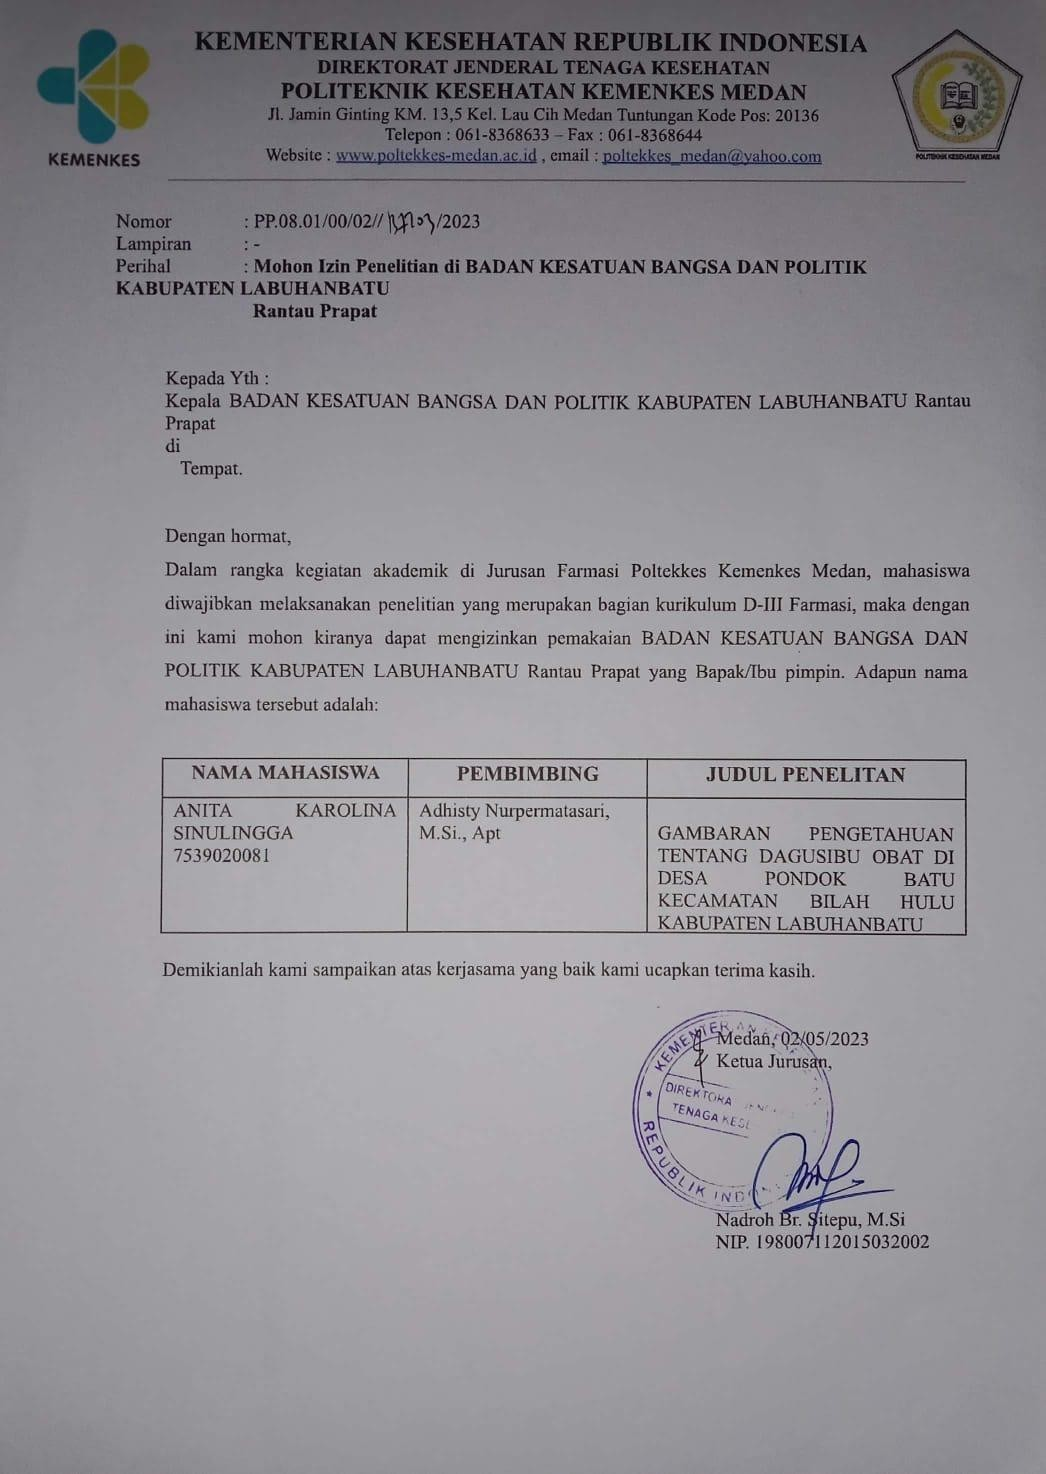 KEMENTERIAN KESEHATAN REPUBLIK INDONESIA
DIREKTORAT JENDERAL TENAGA KESEHATAN
POLITEKNIK KESEHATAN KEMENKES MEDAN
Jl. Jamin Ginting KM. 13,5 Kel. Lau Cih Medan Tuntungan Kode Pos: 20136
Telepon : 061-8368633 – Fax : 061-8368644
Website : www.poltekkes-medan.ac.id , email : poltekkes_medan@yahoo.com
KEMENKES
POLITEKNIK KESEHATAN MEDAN
Nomor : PP.08.01/00/02// /2023
Lampiran : -
Perihal : Mohon Izin Penelitian di BADAN KESATUAN BANGSA DAN POLITIK
KABUPATEN LABUHANBATU
Rantau Prapat
Kepada Yth :
Kepala BADAN KESATUAN BANGSA DAN POLITIK KABUPATEN LABUHANBATU Rantau
Prapat
di
Tempat.
Dengan hormat,
Dalam rangka kegiatan akademik di Jurusan Farmasi Poltekkes Kemenkes Medan, mahasiswa
diwajibkan melaksanakan penelitian yang merupakan bagian kurikulum D-III Farmasi, maka dengan
ini kami mohon kiranya dapat mengizinkan pemakaian BADAN KESATUAN BANGSA DAN
POLITIK KABUPATEN LABUHANBATU Rantau Prapat yang Bapak/Ibu pimpin. Adapun nama
mahasiswa tersebut adalah:
NAMA MAHASISWA PEMBIMBING JUDUL PENELITAN
ANITA KAROLINA
SINULINGGA
7539020081
Adhisty Nurpermatasari,
M.Si., Apt
GAMBARAN PENGETAHUAN
TENTANG DAGUSIBU OBAT DI
DESA PONDOK BATU
KECAMATAN BILAH HULU
KABUPATEN LABUHANBATU
Demikianlah kami sampaikan atas kerjasama yang baik kami ucapkan terima kasih.
Medan, 02/05/2023
Ketua Jurusan,
KEMENTERIAN
DIREKTORA
TENAGA KESE
REPUBLIK INDO
Nadroh Br. Sitepu, M.Si
NIP. 198007112015032002